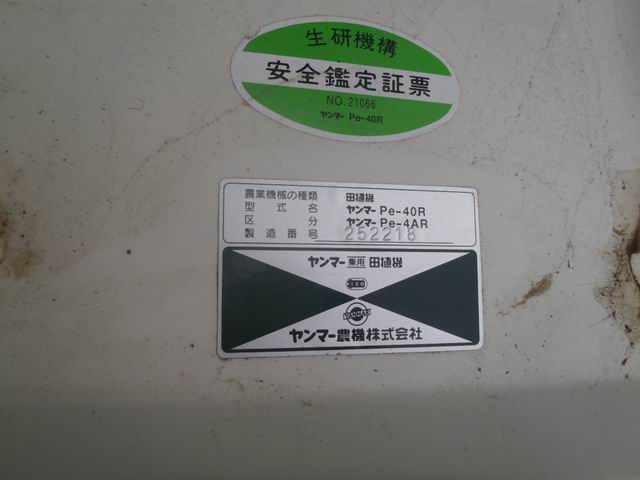 生研機構
安全鑑定証票
NO.21066
ヤンマー Pe-40R
農業機械の種類 田植機
型式名 ヤンマー Pe-40R
区分 ヤンマー Pe-4AR
製造番号 252218
ヤンマー 乗用 田植機
YANMAR
ヤンマー農機株式会社